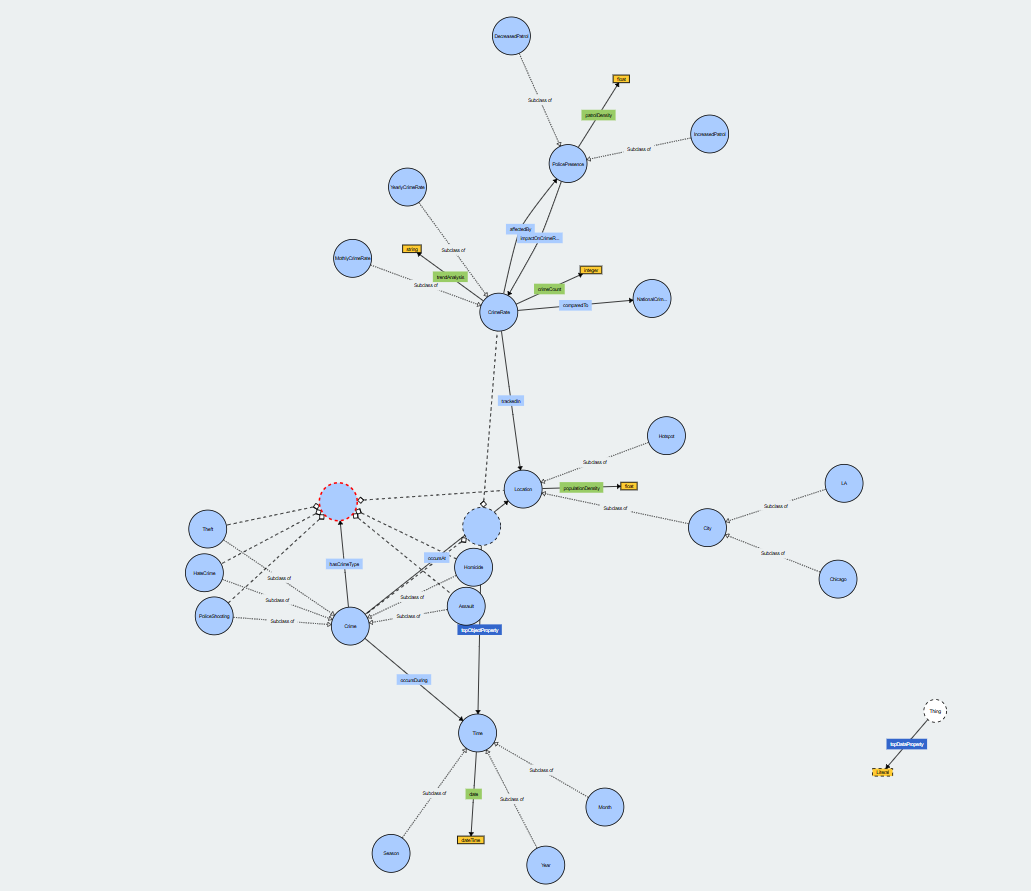 DecreasedPatrol
float
Subclass of
patrolDensity
IncreasedPatrol
Subclass of
PolicePresence
YearlyCrimeRate
affectedBy
impactOnCrimeR...
string
Subclass of
MothlyCrimeRate
integer
trendAnalysis
Subclass of
crimeCount
NationalCrim...
comparedTo
CrimeRate
trackedIn
Hotspot
Subclass of
LA
populationDensity
float
Location
Subclass of
Subclass of
Theft
City
Subclass of
occursAt
hasCrimeType
Homicide
HateCrime
Subclass of
Chicago
Subclass of
Subclass of
Assault
PoliceShooting
Subclass of
Subclass of
Crime
topObjectProperty
occursDuring
Thing
Time
topDataProperty
Subclass of
Literal
Subclass of
date
Subclass of
Month
dateTime
Season
Year